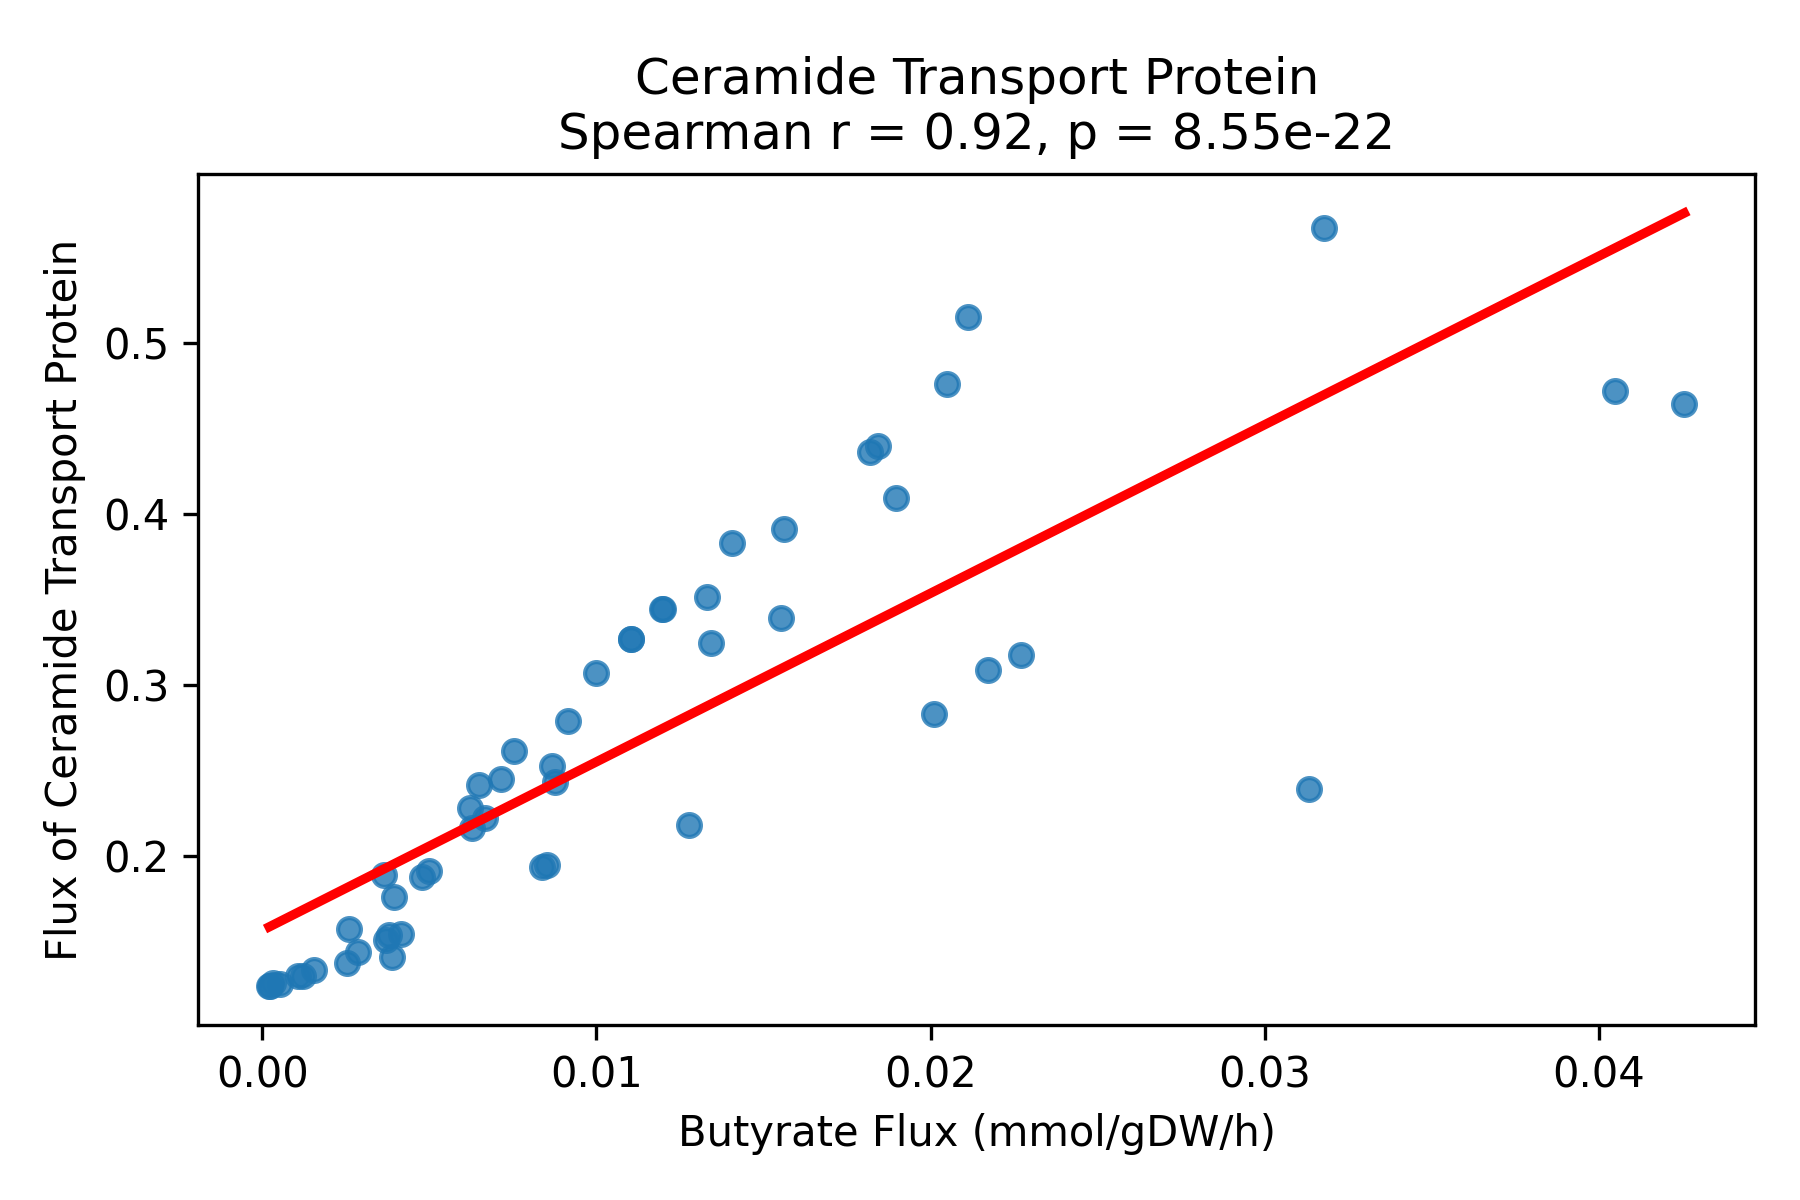 Ceramide Transport Protein
Spearman r = 0.92, p = 8.55e-22
Flux of Ceramide Transport Protein
0.5
0.4
0.3
0.2
0.00 0.01 0.02 0.03 0.04
Butyrate Flux (mmol/gDW/h)